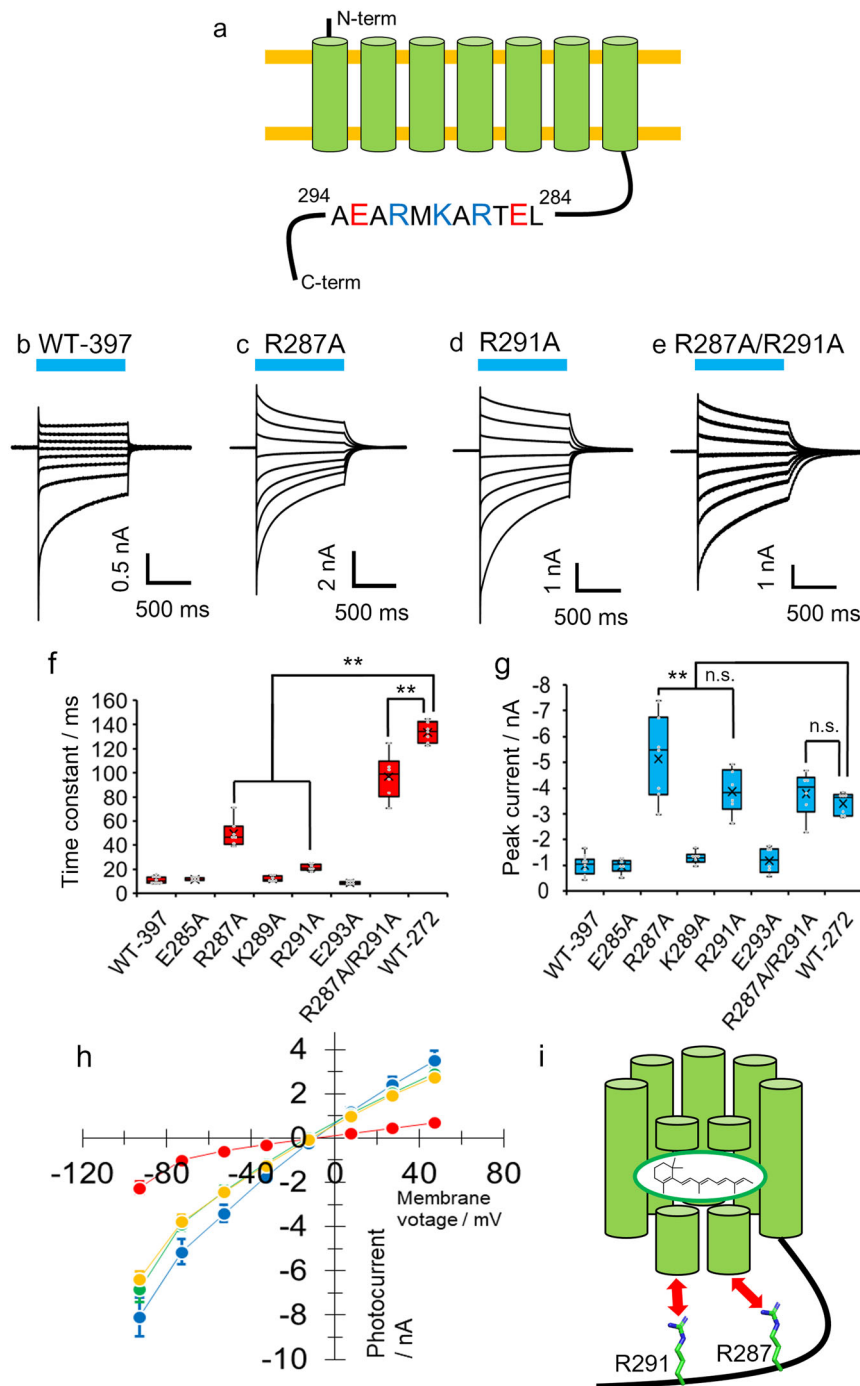 a
N-term
294 AEARMKARTEL 284
C-term
b WT-397
c R287A
d R291A
e R287A/R291A
0.5 nA
500 ms
2 nA
500 ms
1 nA
500 ms
1 nA
500 ms
f
Time constant / ms
160
140
120
100
80
60
40
20
0
**
**
WT-397
E285A
R287A
K289A
R291A
E293A
R287A/R291A
WT-272
g
Peak current / nA
-8
-7
-6
-5
-4
-3
-2
-1
0
** n.s.
n.s.
WT-397
E285A
R287A
K289A
R291A
E293A
R287A/R291A
WT-272
h
4
2
0
-2
-4
-6
-8
-10
-120
-80
-40
0
40
80
Membrane
votage / mV
Photocurrent
/ nA
i
R291
R287